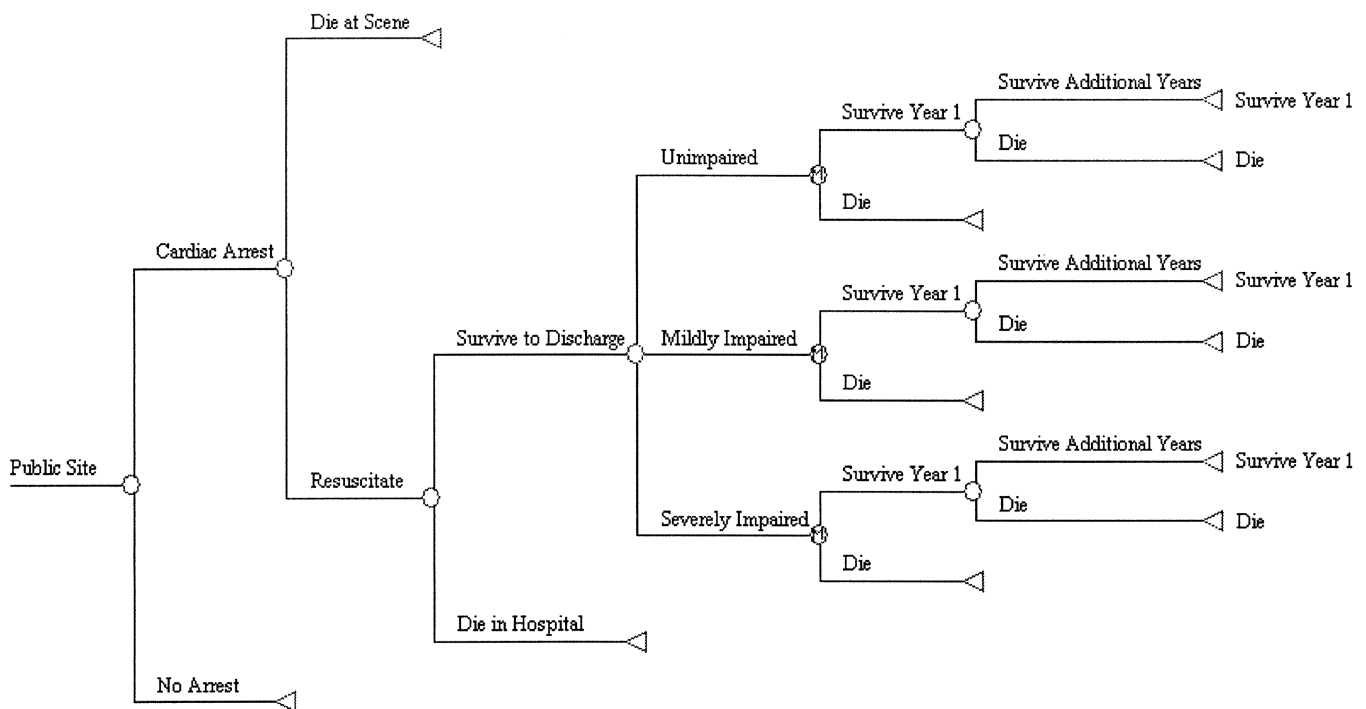 Die at Scene
Survive Additional Years
Survive Year 1
Survive Year 1
Die
Die
Unimpaired
M
Die
Cardiac Arrest
Survive Additional Years
Survive Year 1
Survive Year 1
Die
Die
Survive to Discharge
Mildly Impaired
M
Die
Survive Additional Years
Survive Year 1
Public Site
Survive Year 1
Resuscitate
Die
Die
Severely Impaired
M
Die
Die in Hospital
No Arrest